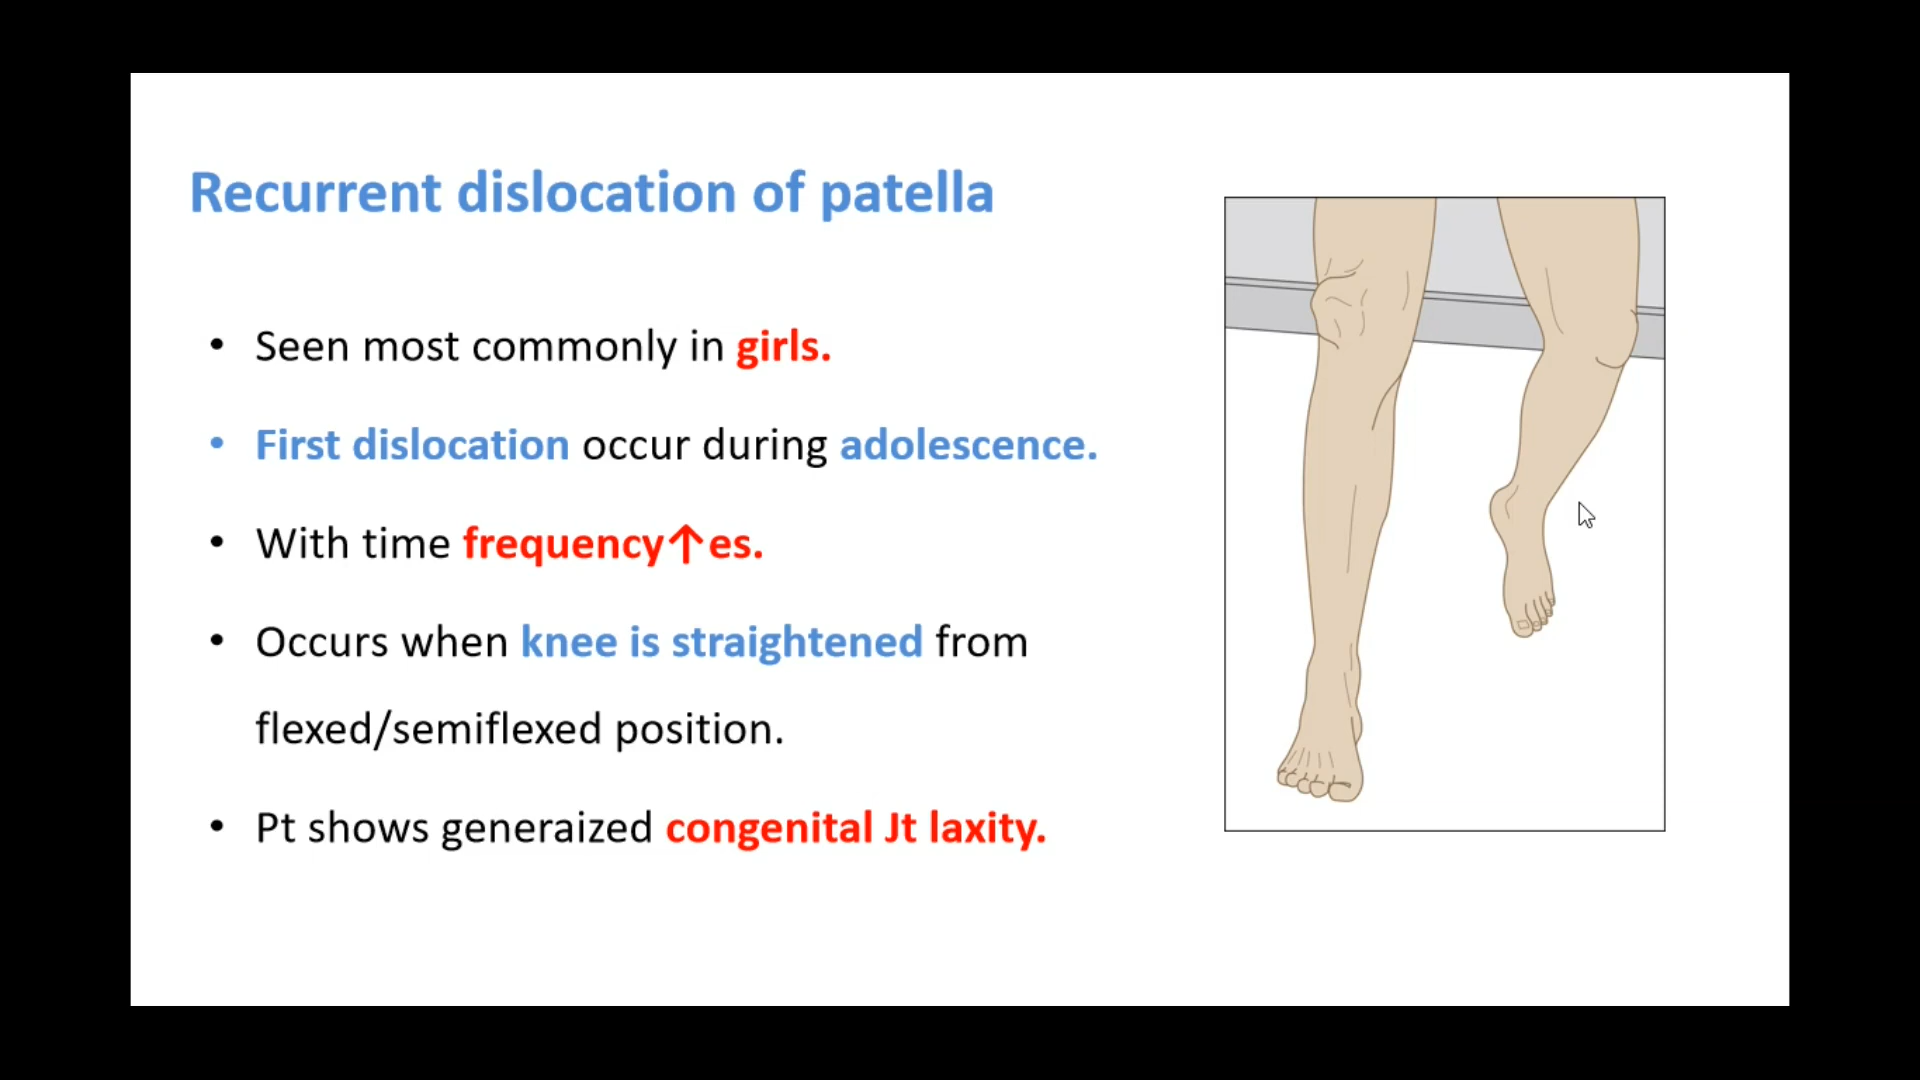 Recurrent dislocation of patella
• Seen most commonly in girls.
• First dislocation occur during adolescence.
• With time frequency↑es.
• Occurs when knee is straightened from
flexed/semiflexed position.
• Pt shows generaized congenital Jt laxity.